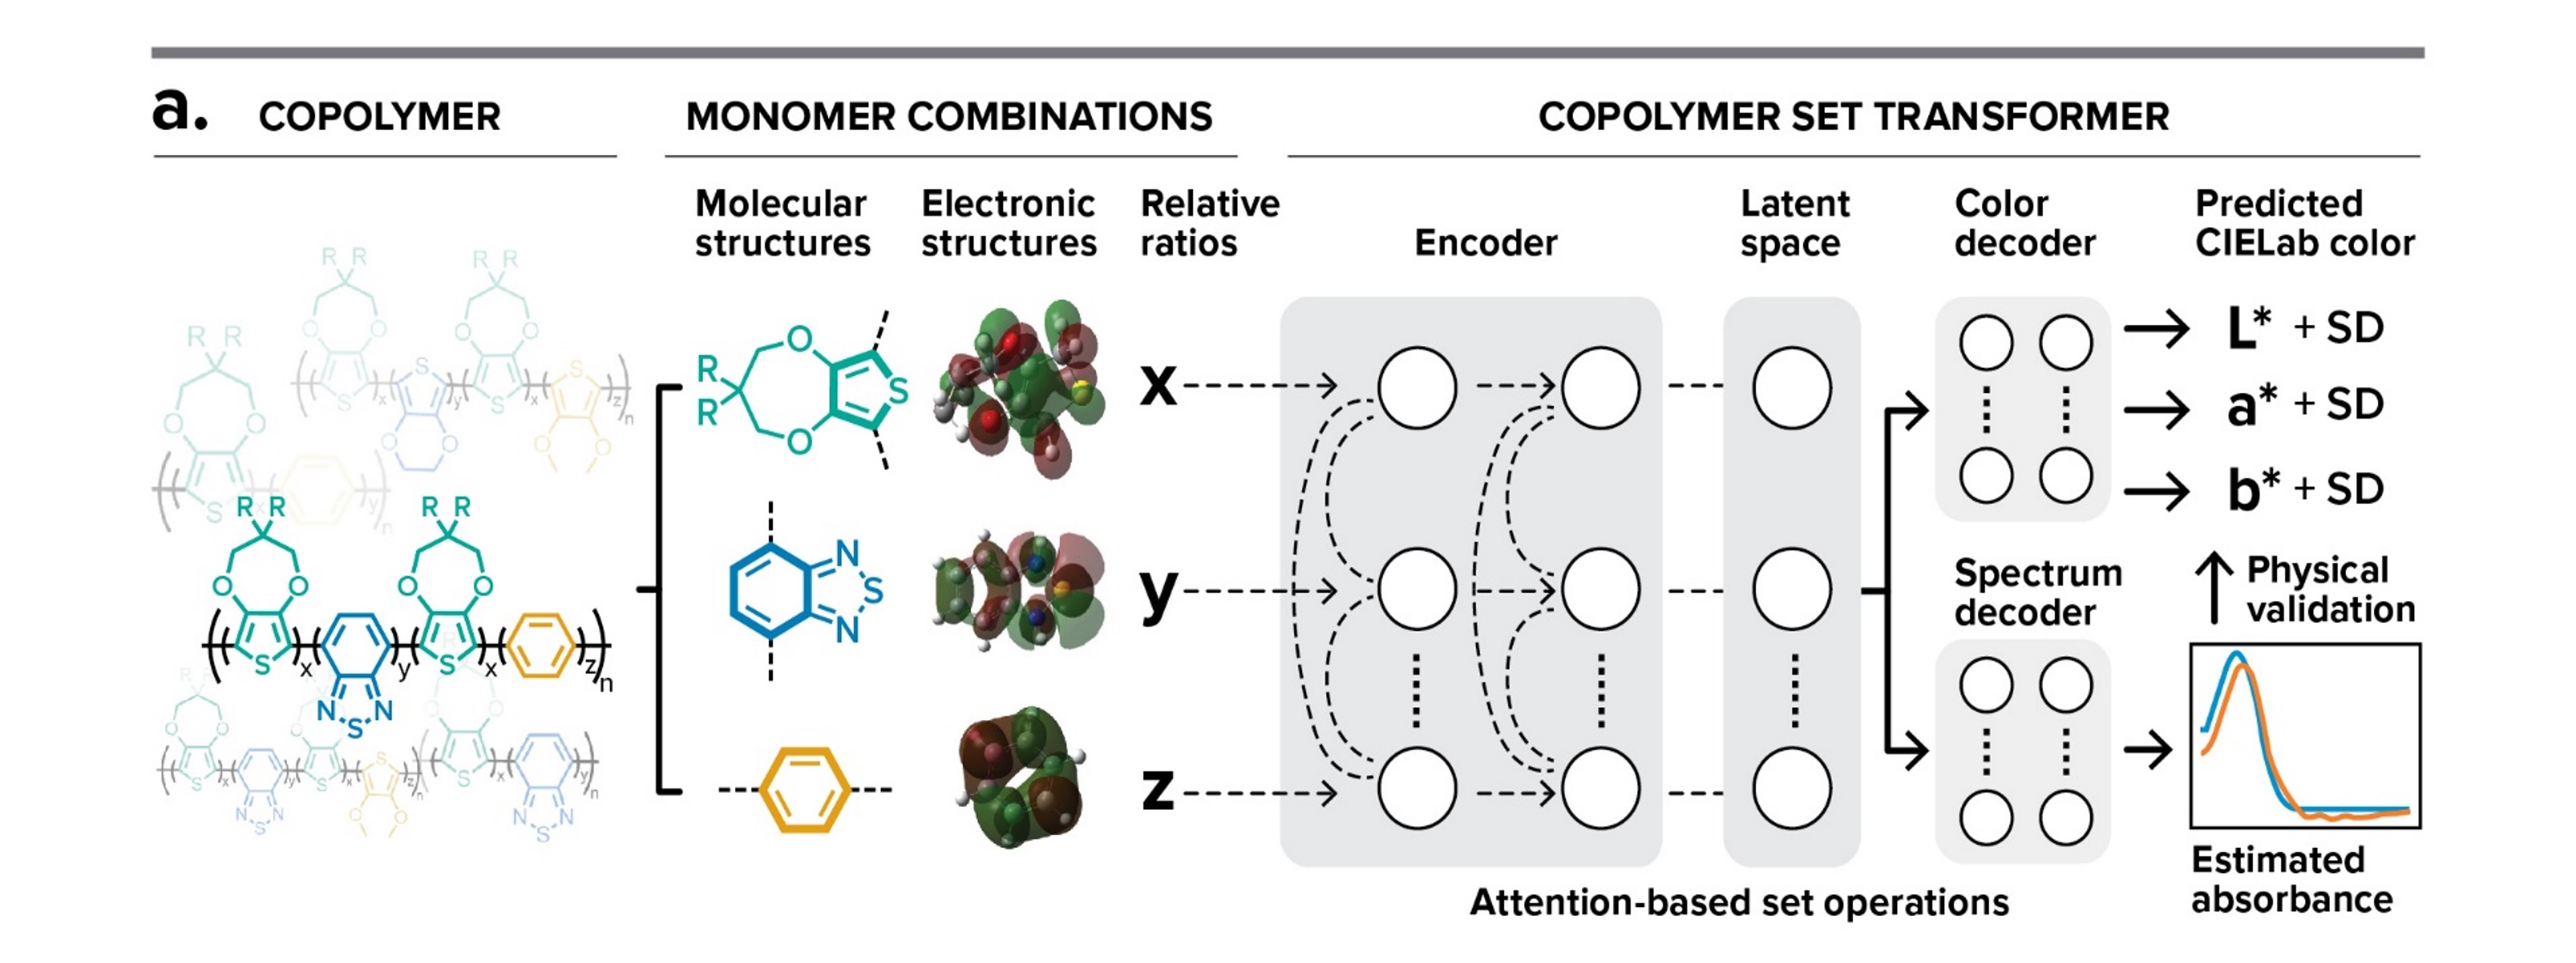 a.
COPOLYMER
MONOMER COMBINATIONS
COPOLYMER SET TRANSFORMER
Molecular
structures
Electronic
structures
Relative
ratios
Encoder
Latent
space
Color
decoder
Predicted
CIELab color
R R
R R
O O
O O
S
S
S
S
x
y
x
z
n
O O
O O
R R
O O
S
x
y
n
R R
R R
O O
O O
S
S
x
y
x
z
n
N S N
R R
O O
O O
S
S
S
S
x
y
x
z
n
x
y
n
N S N
O O
N S N
R
R
O
O
S
N
S
N
x
y
z
L* + SD
a* + SD
b* + SD
Physical
validation
Spectrum
decoder
Estimated
absorbance
Attention-based set operations